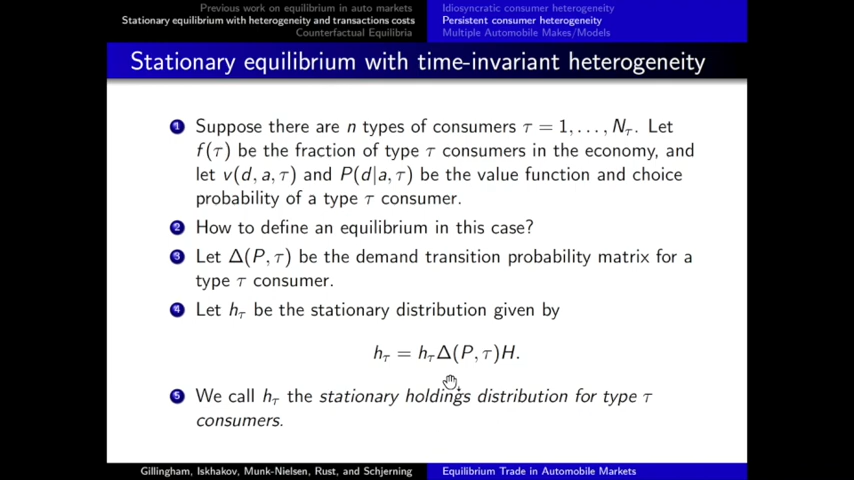 Previous work on equilibrium in auto markets
Stationary equilibrium with heterogeneity and transactions costs
Counterfactual Equilibria
Idiosyncratic consumer heterogeneity
Persistent consumer heterogeneity
Multiple Automobile Makes/Models
Stationary equilibrium with time-invariant heterogeneity
1 Suppose there are n types of consumers τ = 1, . . . , Nτ. Let
f(τ) be the fraction of type τ consumers in the economy, and
let v(d, a, τ) and P(d|a, τ) be the value function and choice
probability of a type τ consumer.
2 How to define an equilibrium in this case?
3 Let Δ(P, τ) be the demand transition probability matrix for a
type τ consumer.
4 Let hτ be the stationary distribution given by
hτ = hτΔ(P, τ)H.
5 We call hτ the stationary holdings distribution for type τ
consumers.
Gillingham, Iskhakov, Munk-Nielsen, Rust, and Schjerning
Equilibrium Trade in Automobile Markets